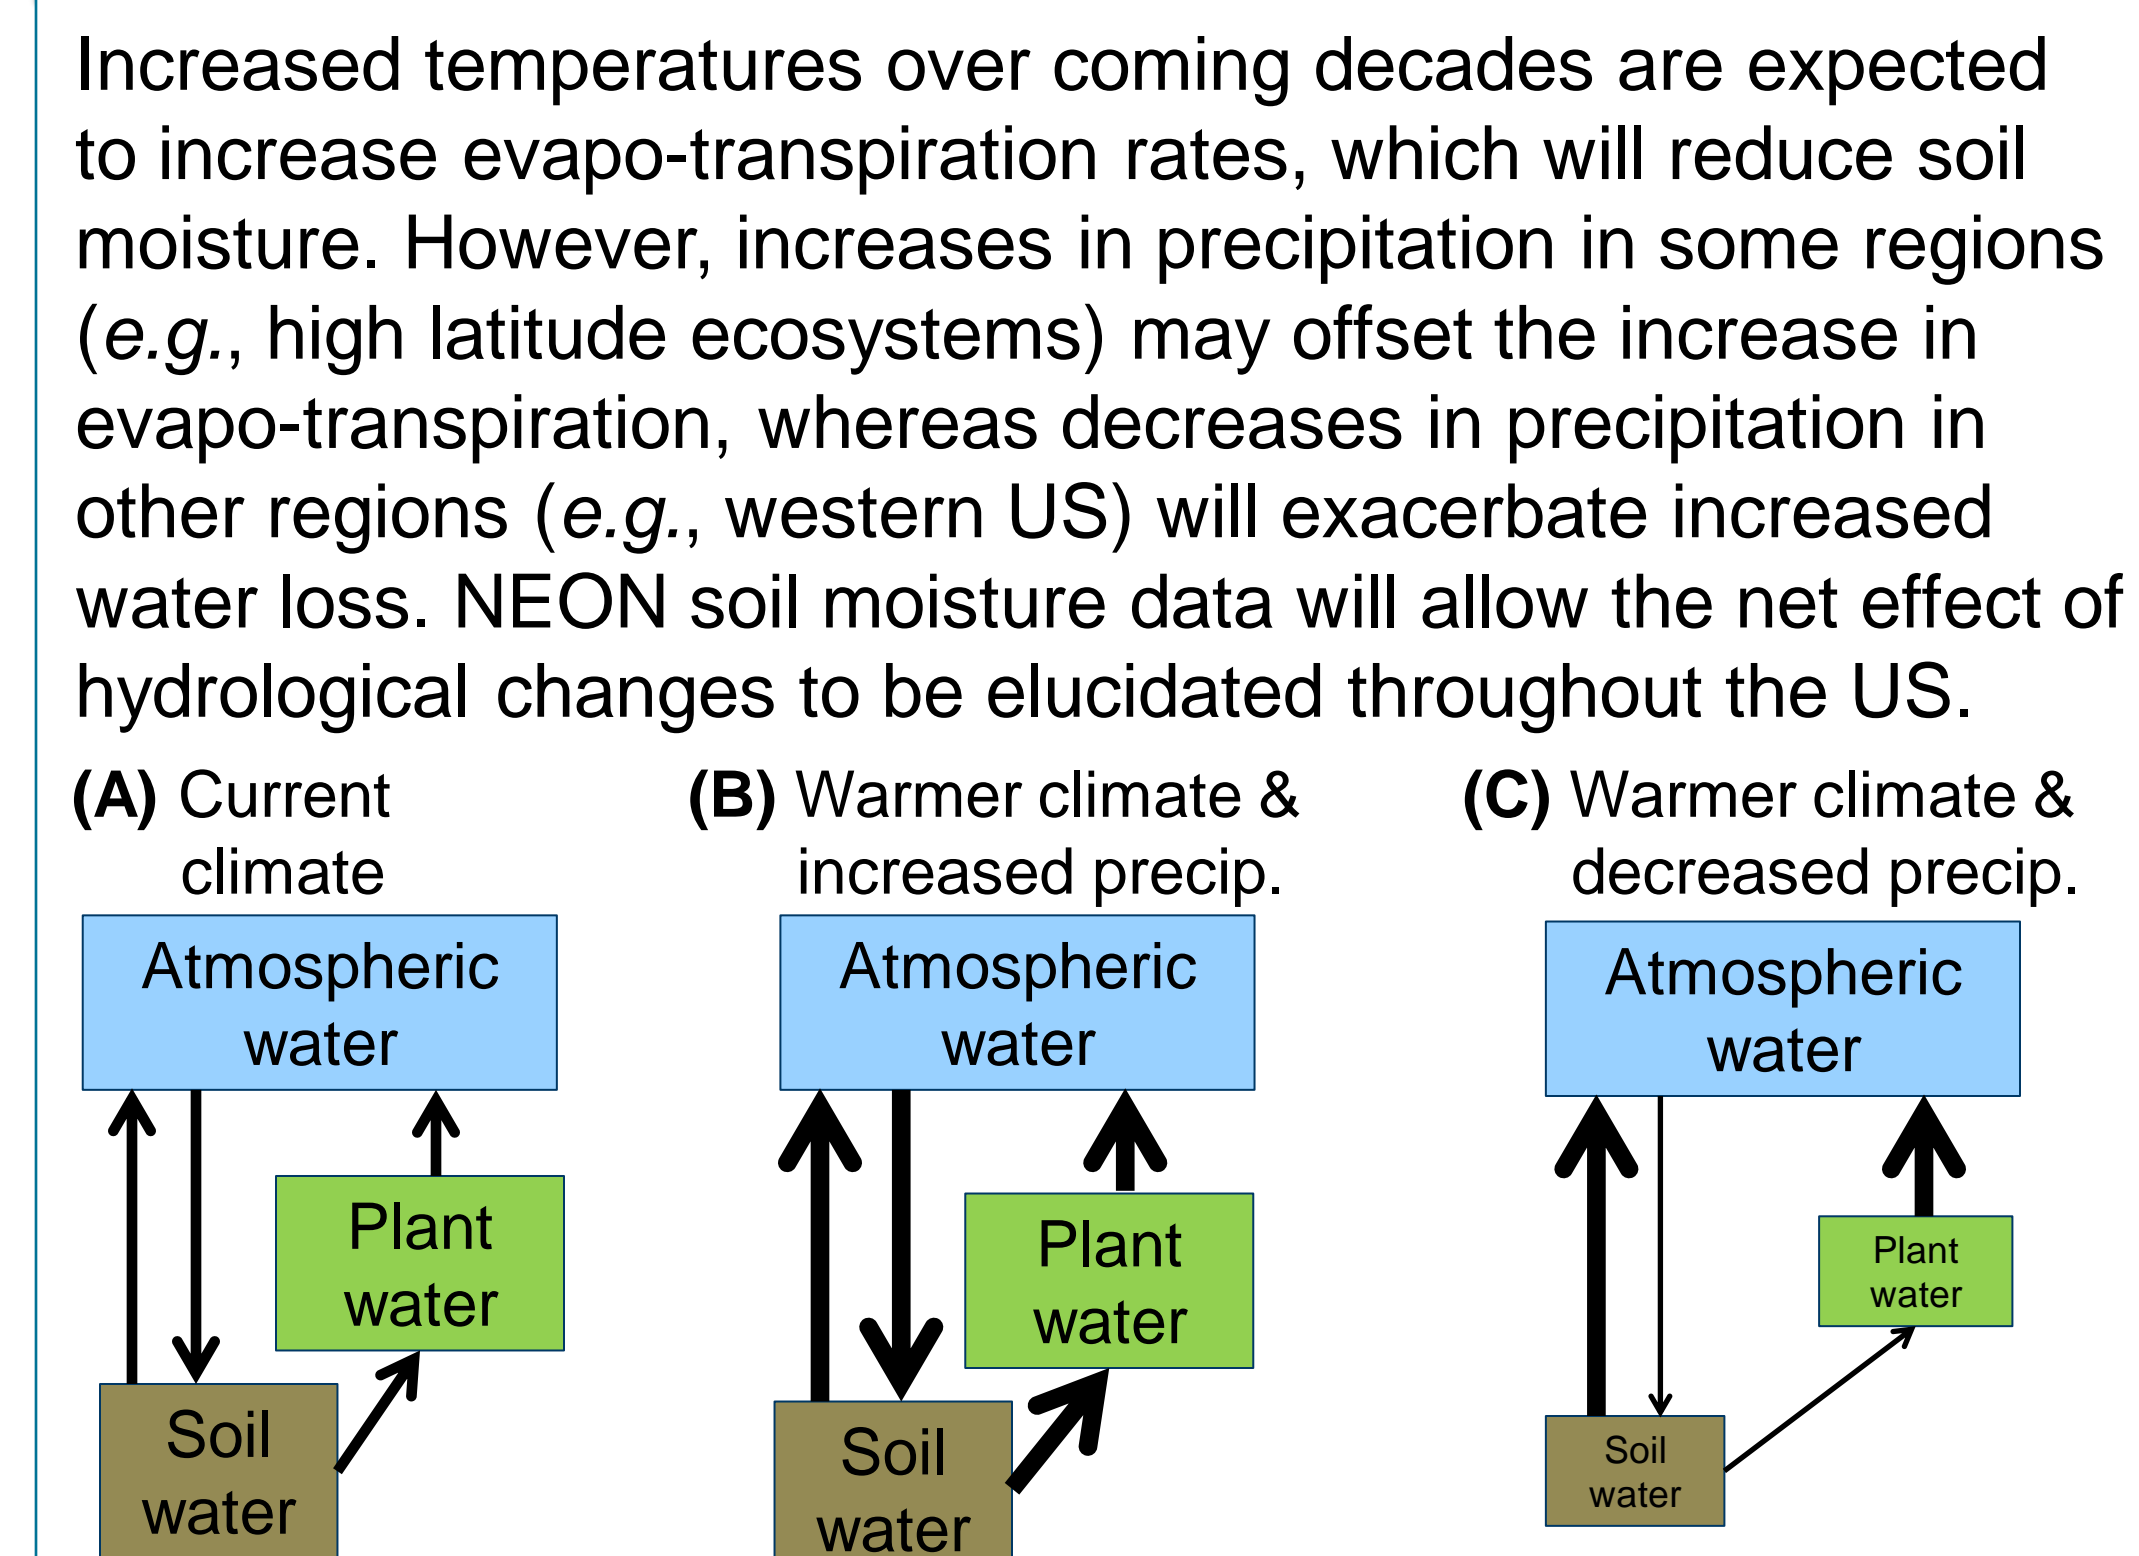 Increased temperatures over coming decades are expected
to increase evapo-transpiration rates, which will reduce soil
moisture. However, increases in precipitation in some regions
(e.g., high latitude ecosystems) may offset the increase in
evapo-transpiration, whereas decreases in precipitation in
other regions (e.g., western US) will exacerbate increased
water loss. NEON soil moisture data will allow the net effect of
hydrological changes to be elucidated throughout the US.
(A) Current
climate
Atmospheric
water
Plant
water
Soil
water
(B) Warmer climate &
increased precip.
Atmospheric
water
Plant
water
Soil
water
(C) Warmer climate &
decreased precip.
Atmospheric
water
Plant
water
Soil
water